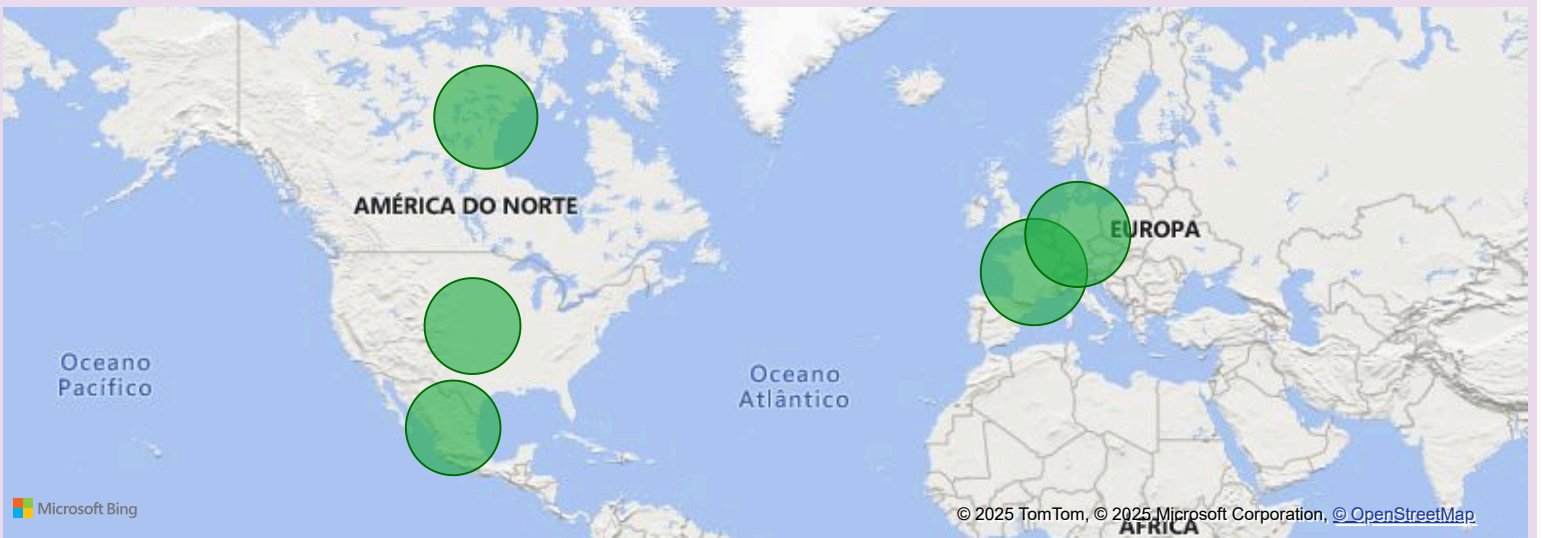 AMÉRICA DO NORTE
EUROPA
Oceano
Pacífico
Oceano
Atlântico
Microsoft Bing
© 2025 TomTom, © 2025 Microsoft Corporation, © OpenStreetMap
ÁFRICA